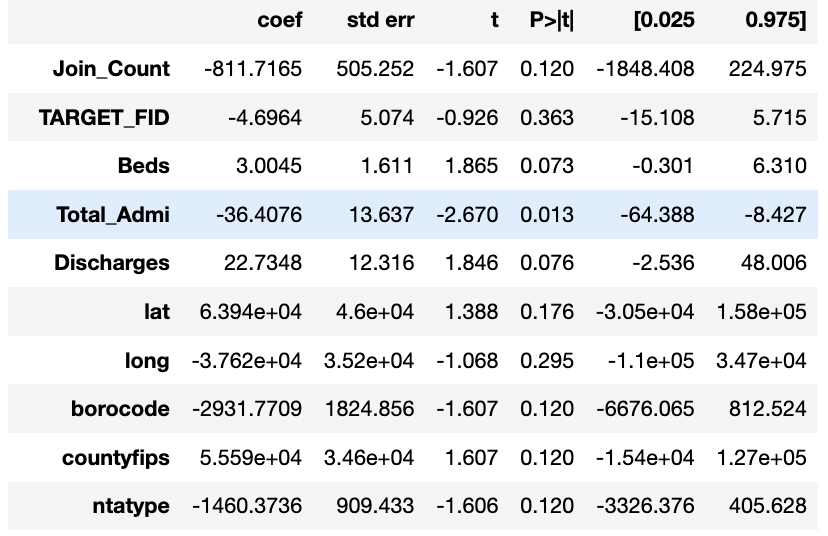 coef std err t P>|t| [0.025 0.975]
Join_Count -811.7165 505.252 -1.607 0.120 -1848.408 224.975
TARGET_FID -4.6964 5.074 -0.926 0.363 -15.108 5.715
Beds 3.0045 1.611 1.865 0.073 -0.301 6.310
Total_Admi -36.4076 13.637 -2.670 0.013 -64.388 -8.427
Discharges 22.7348 12.316 1.846 0.076 -2.536 48.006
lat 6.394e+04 4.6e+04 1.388 0.176 -3.05e+04 1.58e+05
long -3.762e+04 3.52e+04 -1.068 0.295 -1.1e+05 3.47e+04
borocode -2931.7709 1824.856 -1.607 0.120 -6676.065 812.524
countyfips 5.559e+04 3.46e+04 1.607 0.120 -1.54e+04 1.27e+05
ntatype -1460.3736 909.433 -1.606 0.120 -3326.376 405.628